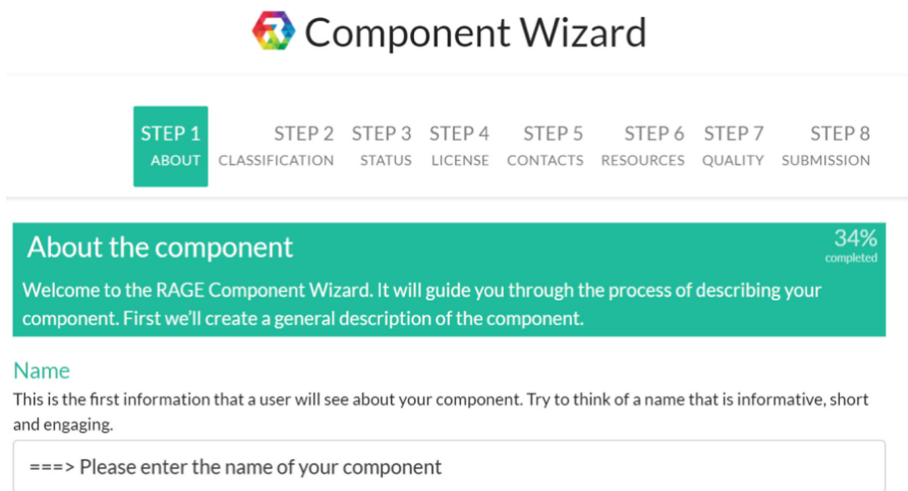 Component Wizard
STEP 1 STEP 2 STEP 3 STEP 4 STEP 5 STEP 6 STEP 7 STEP 8
ABOUT CLASSIFICATION STATUS LICENSE CONTACTS RESOURCES QUALITY SUBMISSION
About the component 34%
completed
Welcome to the RAGE Component Wizard. It will guide you through the process of describing your
component. First we'll create a general description of the component.
Name
This is the first information that a user will see about your component. Try to think of a name that is informative, short
and engaging.
===> Please enter the name of your component